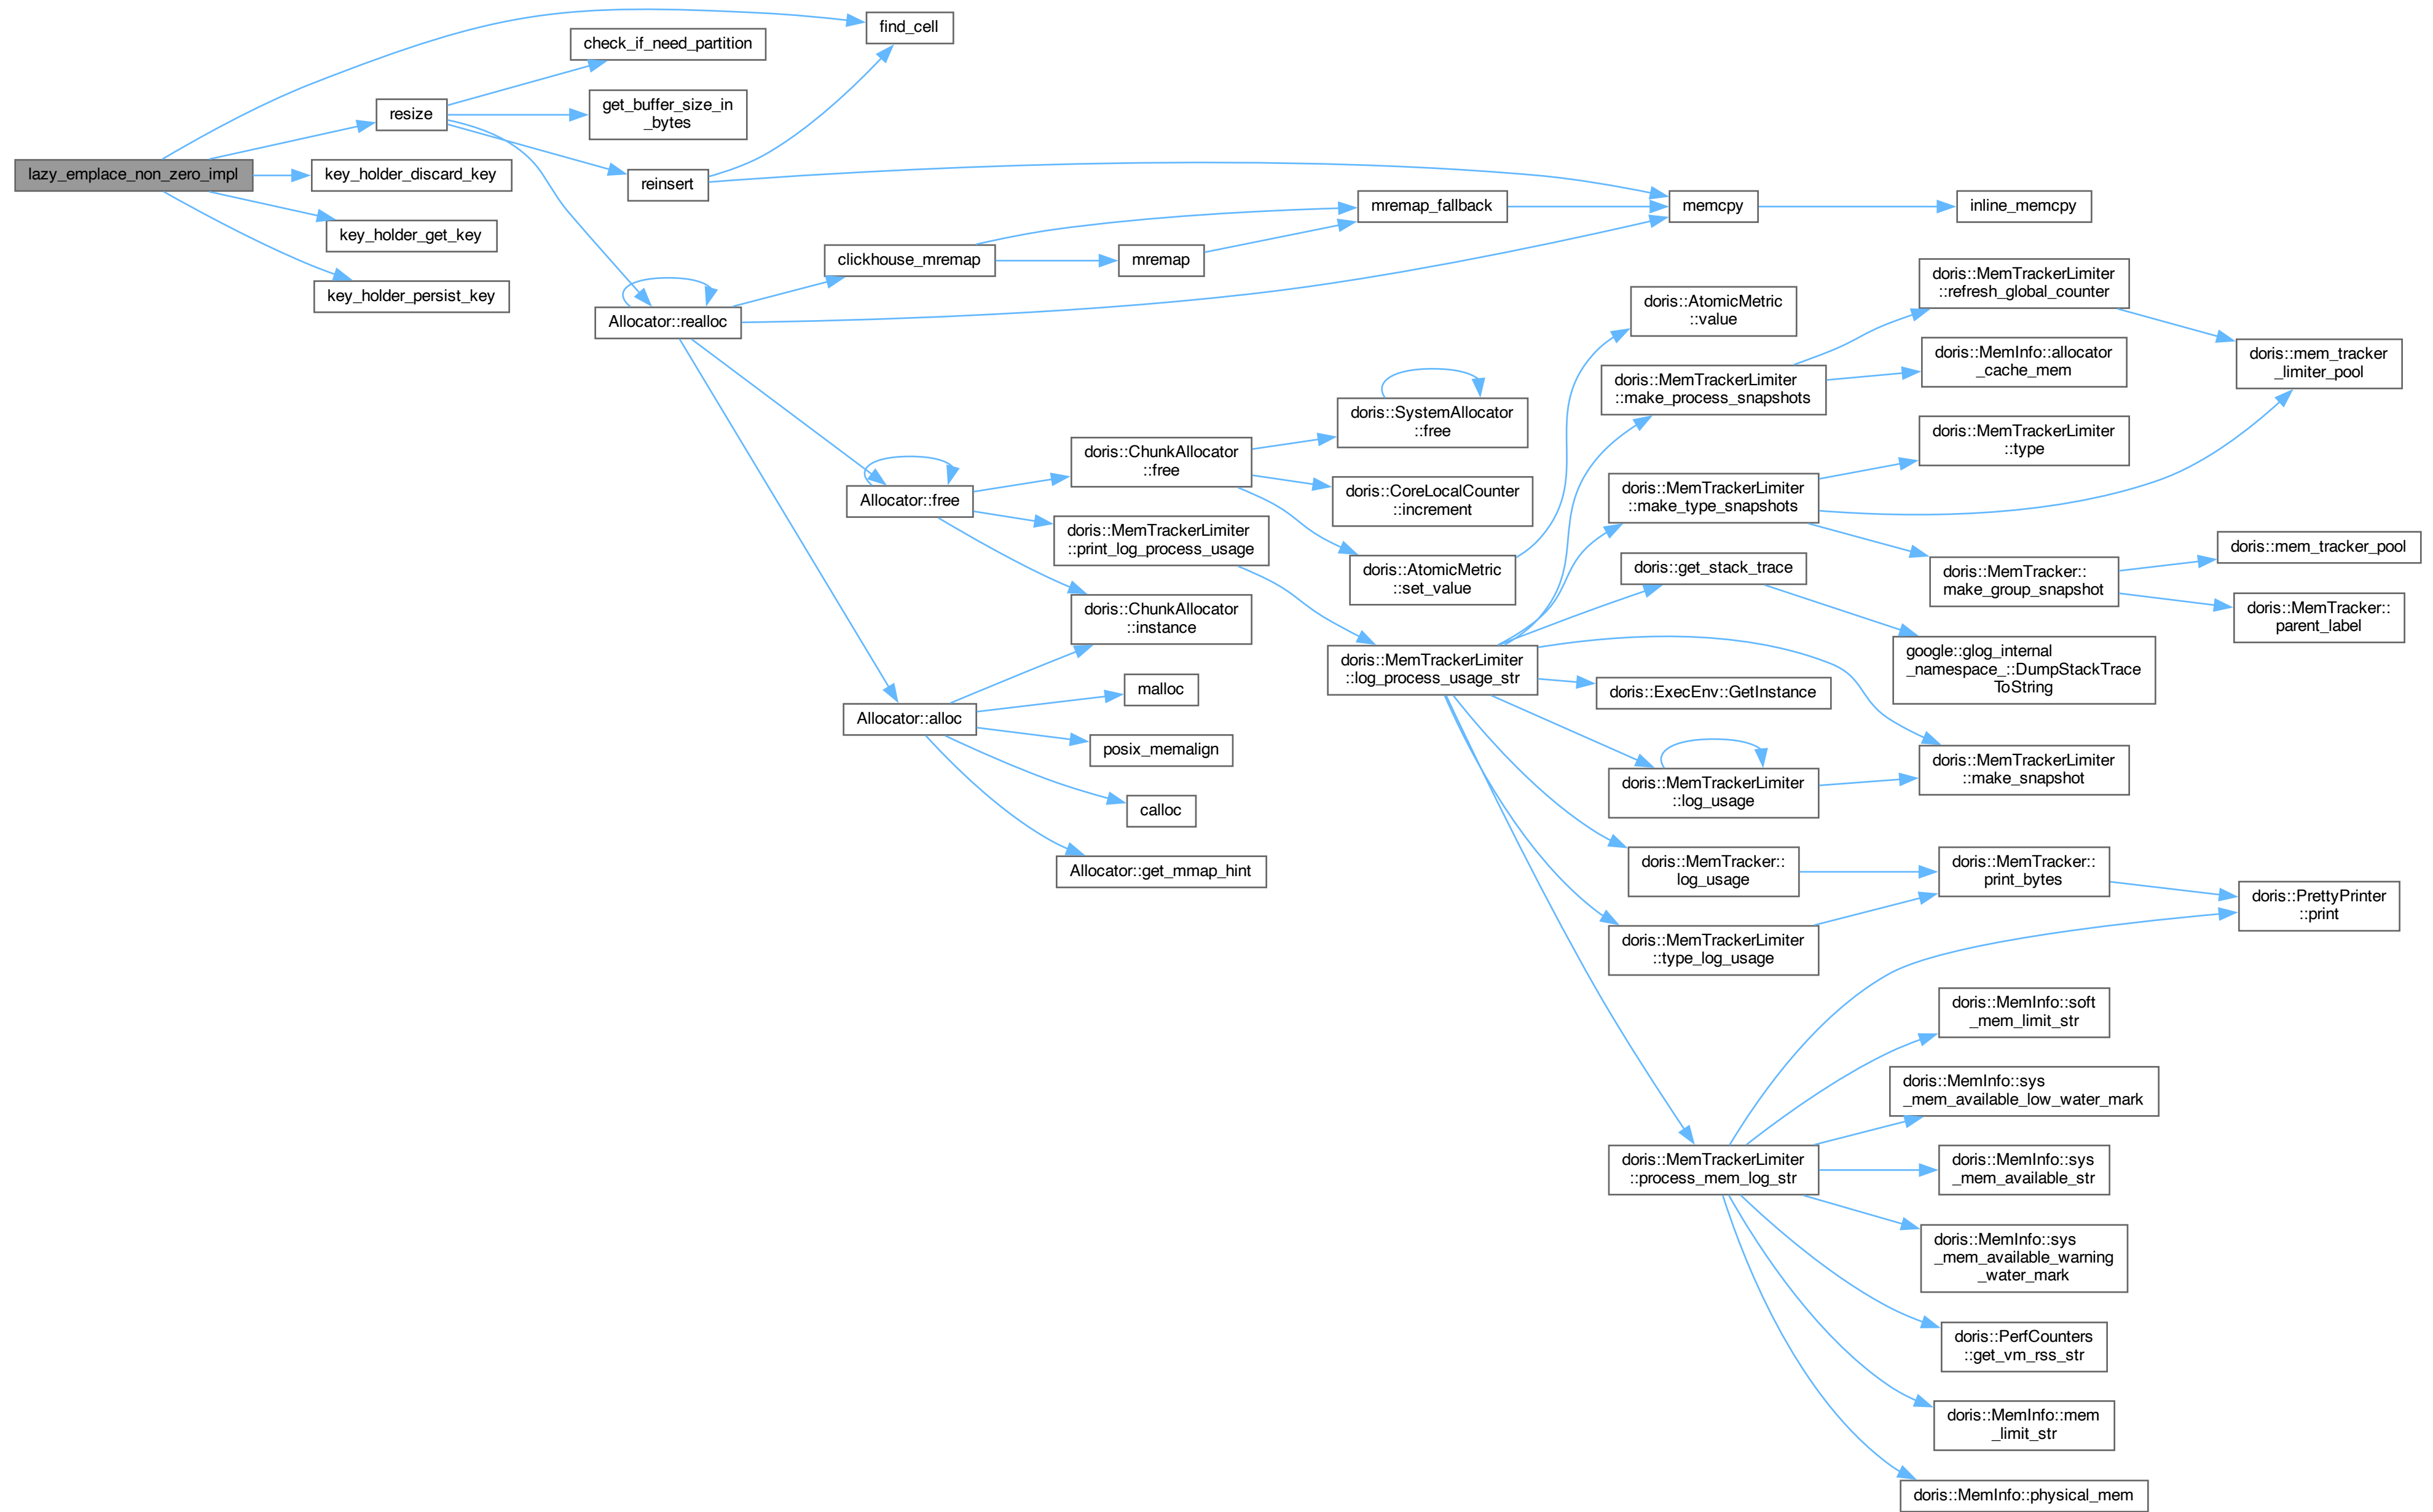 lazy_emplace_non_zero_impl
find_cell
check_if_need_partition
resize
get_buffer_size_in
_bytes
key_holder_discard_key
reinsert
key_holder_get_key
key_holder_persist_key
mremap_fallback
memcpy
inline_memcpy
clickhouse_mremap
mremap
Allocator::realloc
doris::AtomicMetric
::value
doris::MemTrackerLimiter
::refresh_global_counter
doris::MemInfo::allocator
_cache_mem
doris::mem_tracker
_limiter_pool
doris::MemTrackerLimiter
::make_process_snapshots
doris::SystemAllocator
::free
doris::MemTrackerLimiter
::type
doris::ChunkAllocator
::free
Allocator::free
doris::CoreLocalCounter
::increment
doris::MemTrackerLimiter
::make_type_snapshots
doris::MemTrackerLimiter
::print_log_process_usage
doris::mem_tracker_pool
doris::AtomicMetric
::set_value
doris::get_stack_trace
doris::MemTracker::
make_group_snapshot
doris::ChunkAllocator
::instance
doris::MemTracker::
parent_label
doris::MemTrackerLimiter
::log_process_usage_str
google::glog_internal
_namespace_::DumpStackTrace
ToString
malloc
doris::ExecEnv::GetInstance
Allocator::alloc
posix_memalign
doris::MemTrackerLimiter
::make_snapshot
doris::MemTrackerLimiter
::log_usage
calloc
Allocator::get_mmap_hint
doris::MemTracker::
log_usage
doris::MemTracker::
print_bytes
doris::PrettyPrinter
::print
doris::MemTrackerLimiter
::type_log_usage
doris::MemInfo::soft
_mem_limit_str
doris::MemInfo::sys
_mem_available_low_water_mark
doris::MemTrackerLimiter
::process_mem_log_str
doris::MemInfo::sys
_mem_available_str
doris::MemInfo::sys
_mem_available_warning
_water_mark
doris::PerfCounters
::get_vm_rss_str
doris::MemInfo::mem
_limit_str
doris::MemInfo::physical_mem